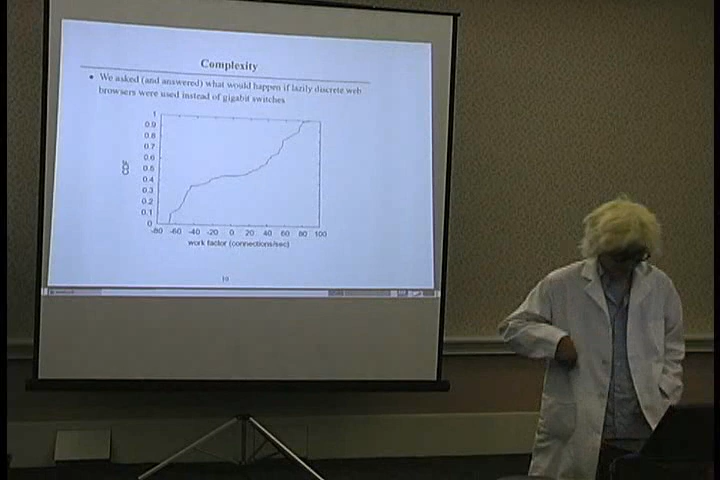 Complexity
• We asked (and answered) what would happen if lazily discrete web
browsers were used instead of gigabit switches
1
0.9
0.8
0.7
0.6
0.5
0.4
0.3
0.2
0.1
0
CDF
-80 -60 -40 -20 0 20 40 60 80 100
work factor (connections/sec)
10